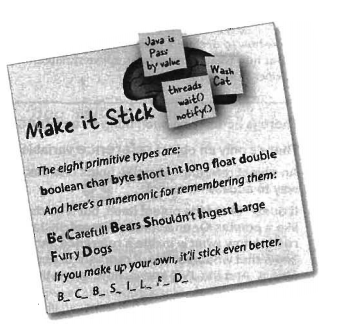 Java is
Pass
by value
Wash
Cat
threads
wait()
notify()
Make it Stick
The eight primitive types are:
boolean char byte short int long float double
And here's a mnemonic for remembering them:
Be Careful! Bears Shouldn't Ingest Large
Furry Dogs
If you make up your own, it'll stick even better.
B_ C_ B_ S_ I_ L_ F_ D_